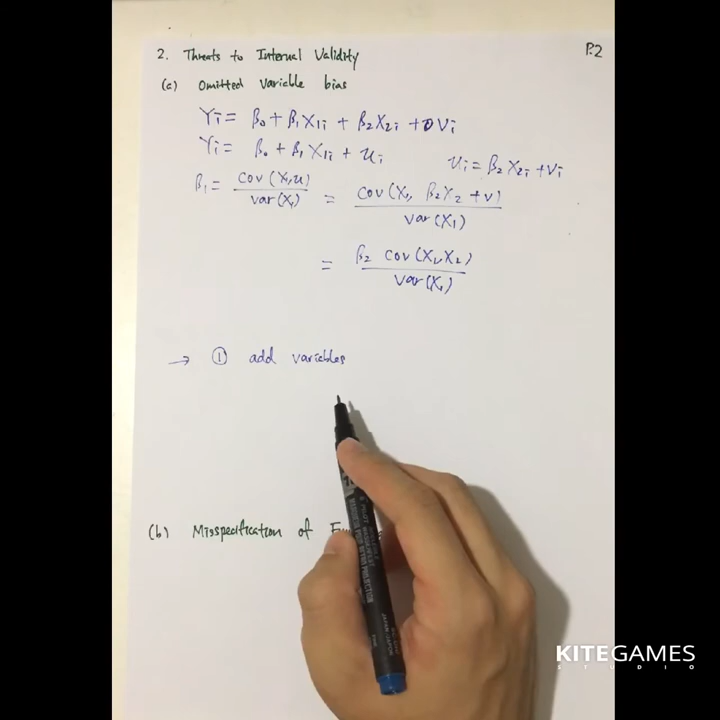 2. Threats to Internal Validity
P.2
(a) Omitted variable bias
Yi = β0 + β1X1i + β2X2i + Vi
Yi = β0 + β1X1i + ui
ui = β2X2i + Vi
β1 = cov(X1,u) / var(X1) = cov(X1, β2X2 + v) / var(X1)
= β2 cov(X1,X2) / var(X1)
→ ① add variables
(b) Misspecification of
KITEGAMES
STUDIO